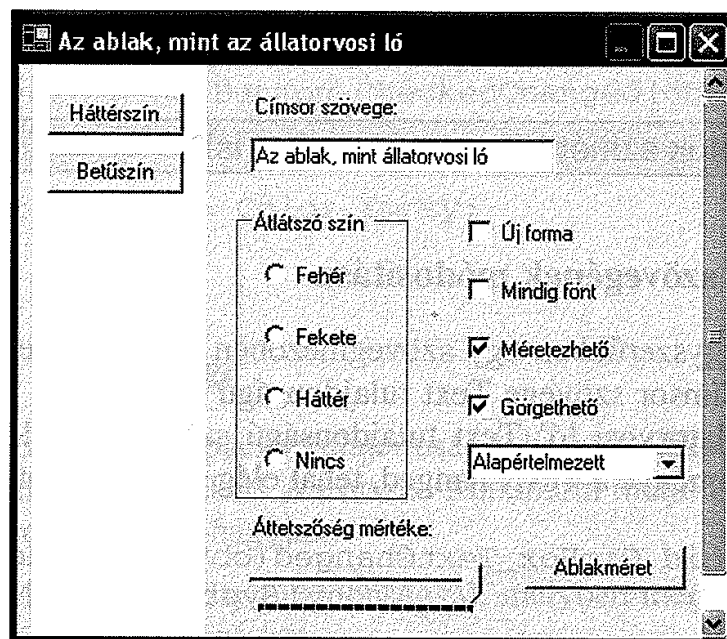 Az ablak, mint az állatorvosi ló
Háttérszín
Betűszín
Címsor szövege:
Az ablak, mint állatorvosi ló
Átlátszó szín
Fehér
Fekete
Háttér
Nincs
Új forma
Mindig fönt
Méretezhető
Görgethető
Alapértelmezett
Áttetszőség mértéke:
Ablakméret